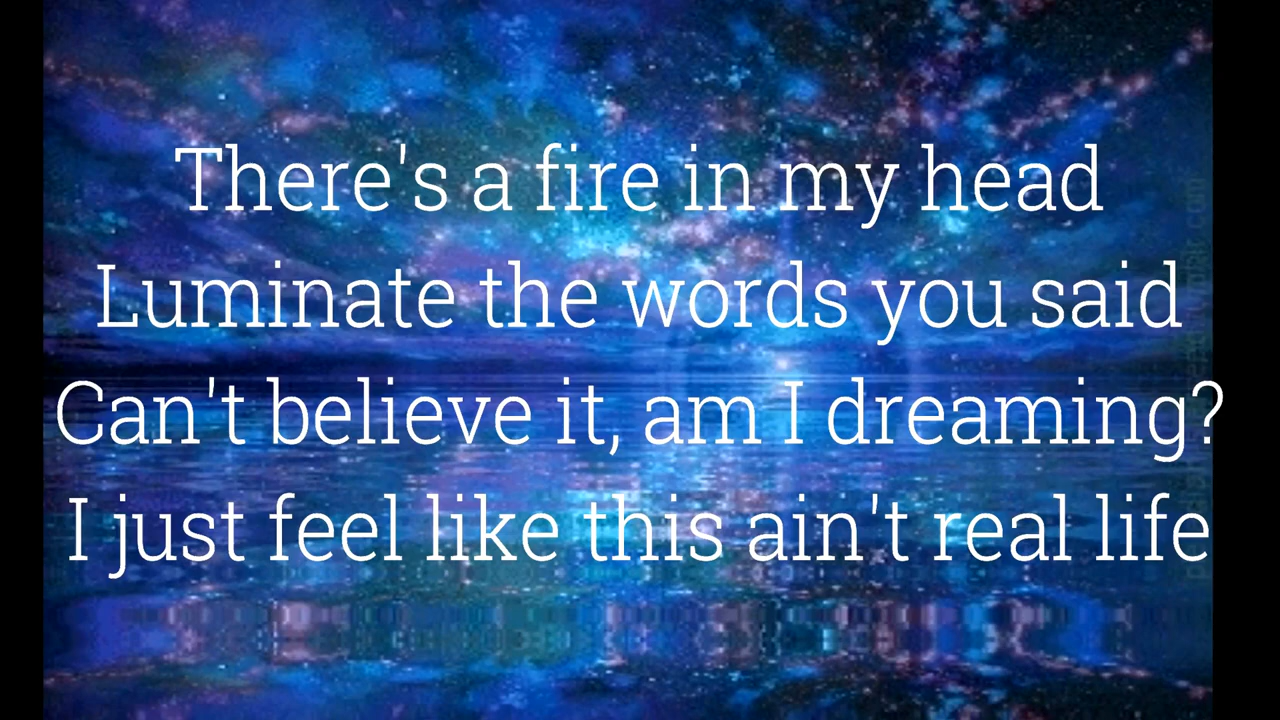 There's a fire in my head
Luminate the words you said
Can't believe it, am I dreaming?
I just feel like this ain't real life